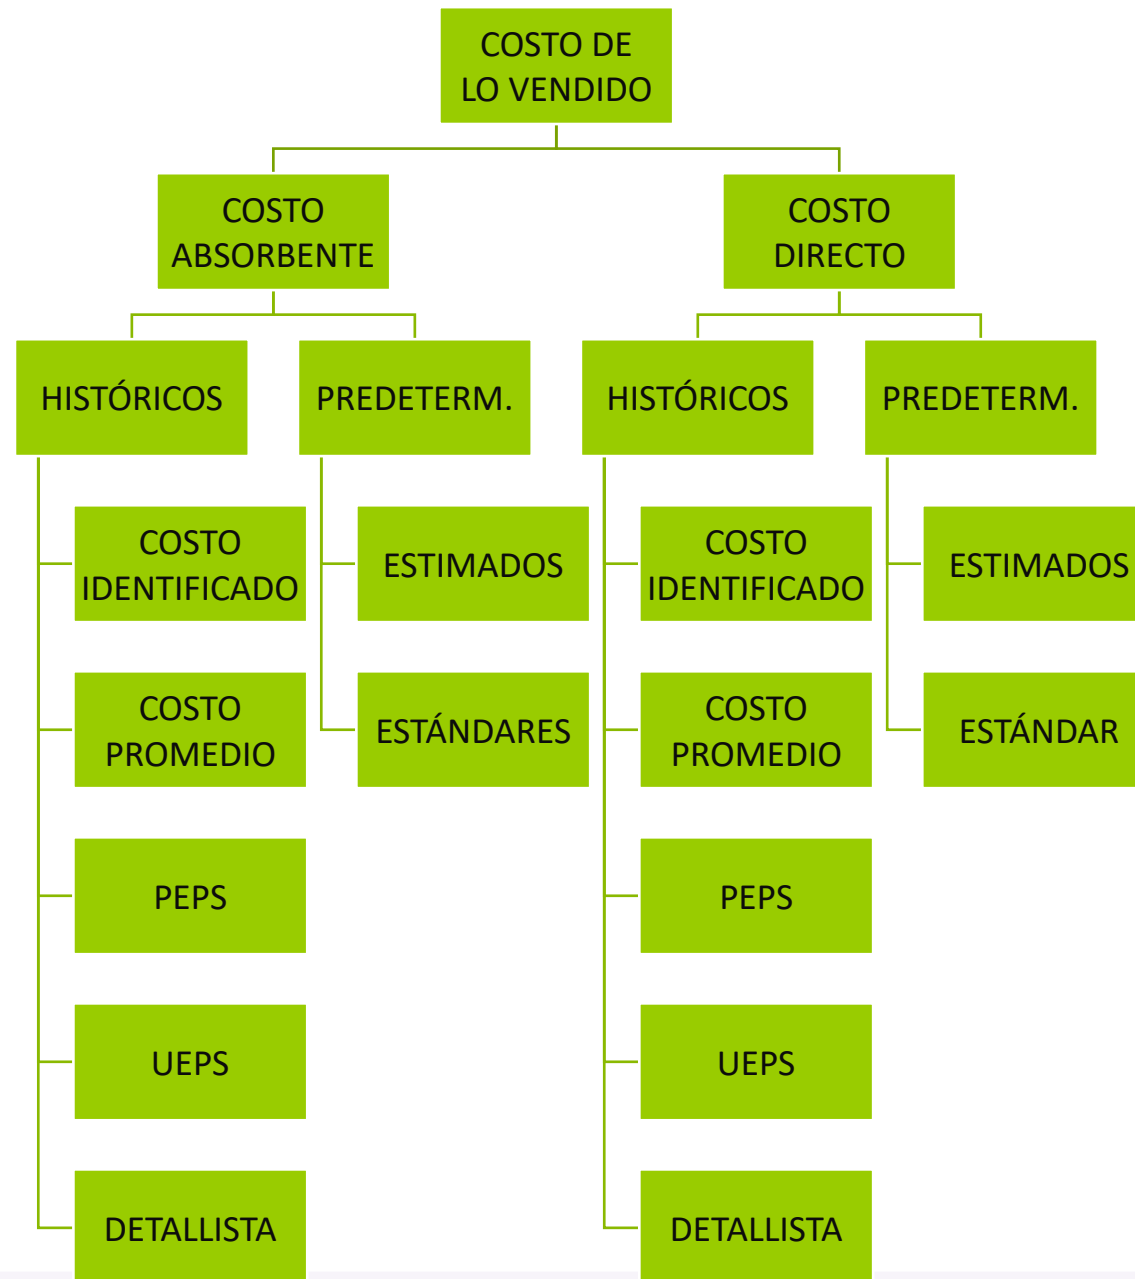 COSTO DE
LO VENDIDO
COSTO
ABSORBENTE
COSTO
DIRECTO
HISTÓRICOS
PREDETERM.
HISTÓRICOS
PREDETERM.
COSTO
IDENTIFICADO
ESTIMADOS
COSTO
IDENTIFICADO
ESTIMADOS
COSTO
PROMEDIO
ESTÁNDARES
COSTO
PROMEDIO
ESTÁNDAR
PEPS
PEPS
UEPS
UEPS
DETALLISTA
DETALLISTA